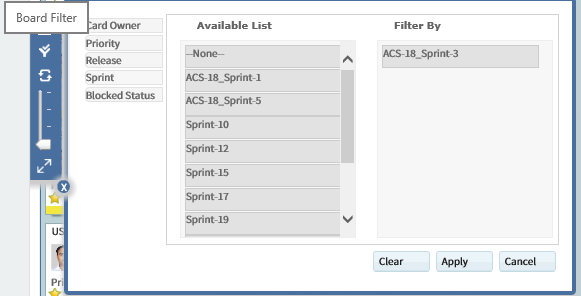 Board Filter
Card Owner
Priority
Release
Sprint
Blocked Status
Available List
--None--
ACS-18_Sprint-1
ACS-18_Sprint-5
Sprint-10
Sprint-12
Sprint-15
Sprint-17
Sprint-19
Filter By
ACS-18_Sprint-3
Clear
Apply
Cancel
X
US
Pri